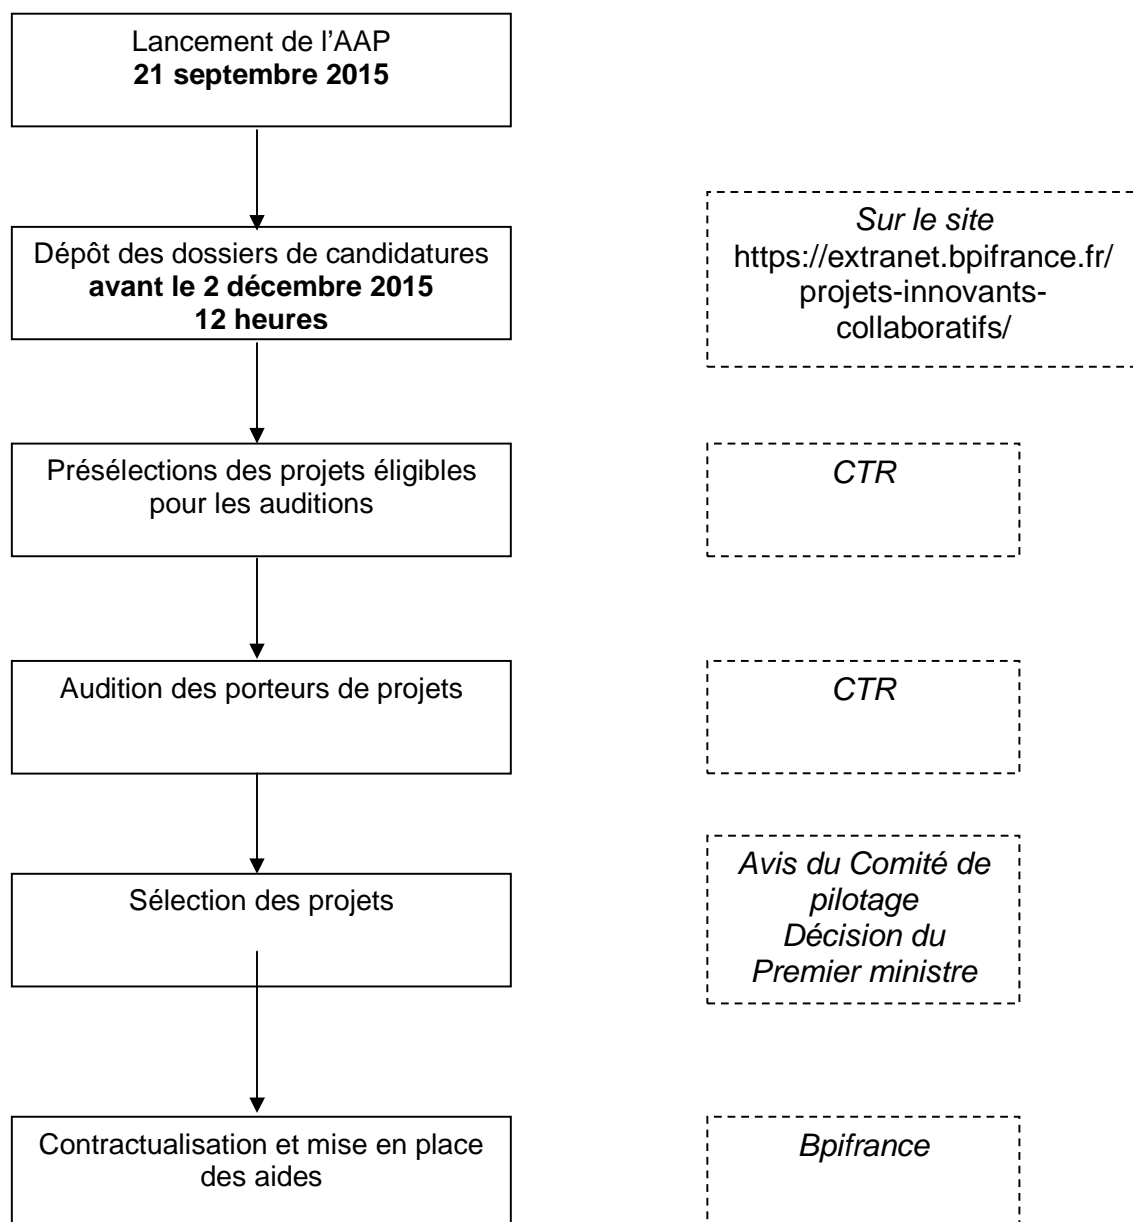 Lancement de l'AAP
21 septembre 2015
Dépôt des dossiers de candidatures
avant le 2 décembre 2015
12 heures
Sur le site
https://extranet.bpifrance.fr/
projets-innovants-
collaboratifs/
Présélections des projets éligibles
pour les auditions
CTR
Audition des porteurs de projets
CTR
Sélection des projets
Avis du Comité de
pilotage
Décision du
Premier ministre
Contractualisation et mise en place
des aides
Bpifrance